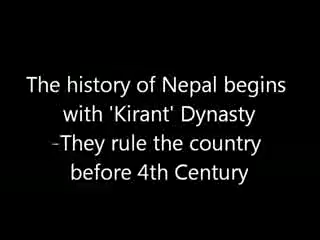 The history of Nepal begins
with 'Kirant' Dynasty
-They rule the country
before 4th Century